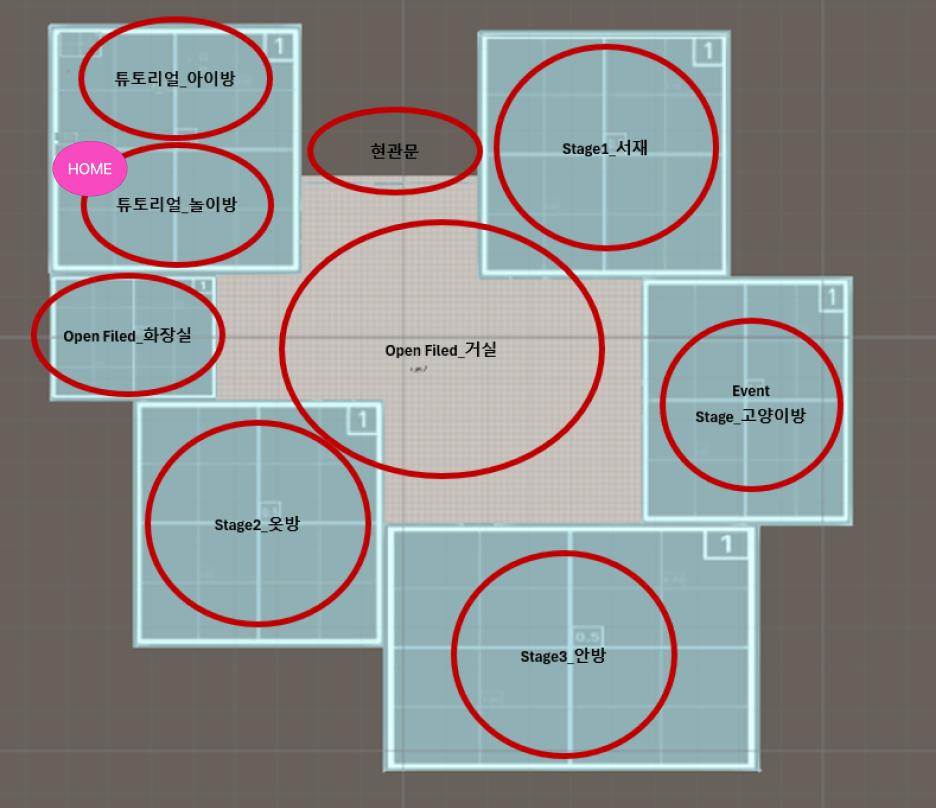 1
튜토리얼_아이방
HOME
튜토리얼_놀이방
현관문
1
Stage1_서재
1
Open Filed_화장실
Open Filed_거실
1
Event
Stage_고양이방
1
Stage2_옷방
1
0.5
Stage3_안방